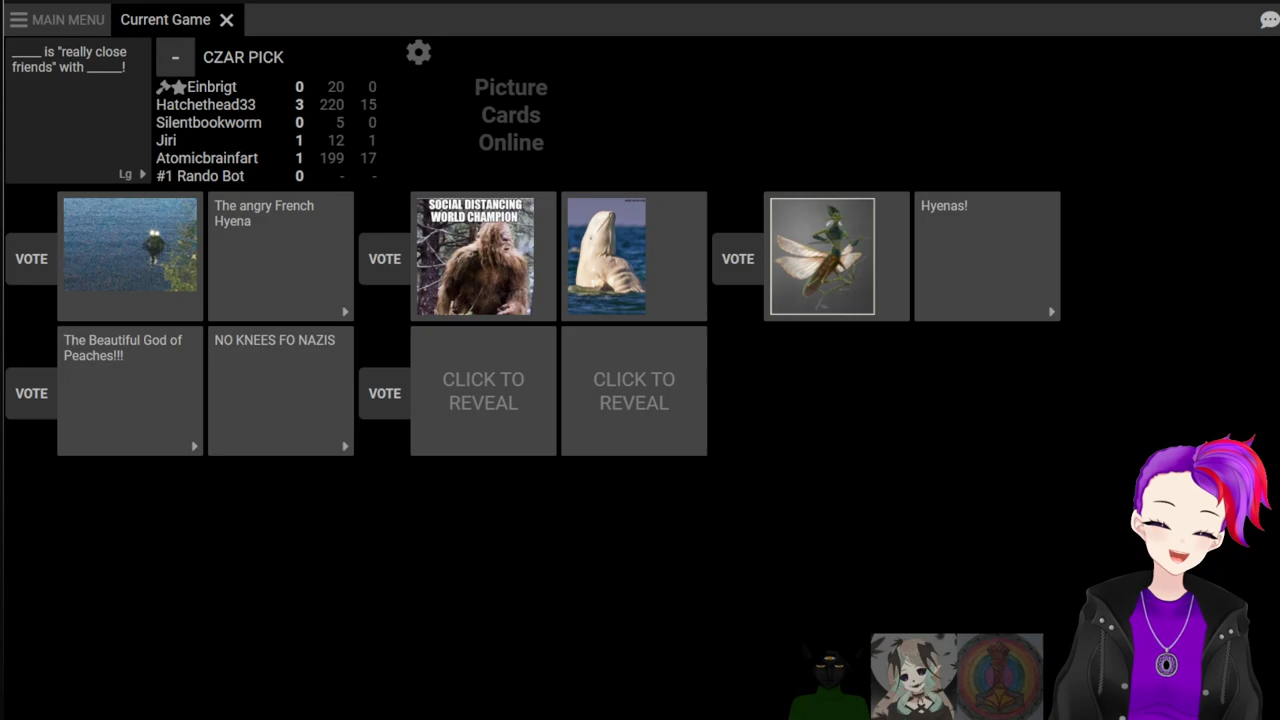 MAIN MENU
Current Game
_____ is "really close
friends" with ______!
Lg
-
CZAR PICK
Einbrigt 0 20 0
Hatchethead33 3 220 15
Silentbookworm 0 5 0
Jiri 1 12 1
Atomicbrainfart 1 199 17
#1 Rando Bot 0 - -
Picture
Cards
Online
VOTE
The angry French
Hyena
VOTE
SOCIAL DISTANCING
WORLD CHAMPION
VOTE
Hyenas!
VOTE
The Beautiful God of
Peaches!!!
NO KNEES FO NAZIS
VOTE
CLICK TO
REVEAL
CLICK TO
REVEAL